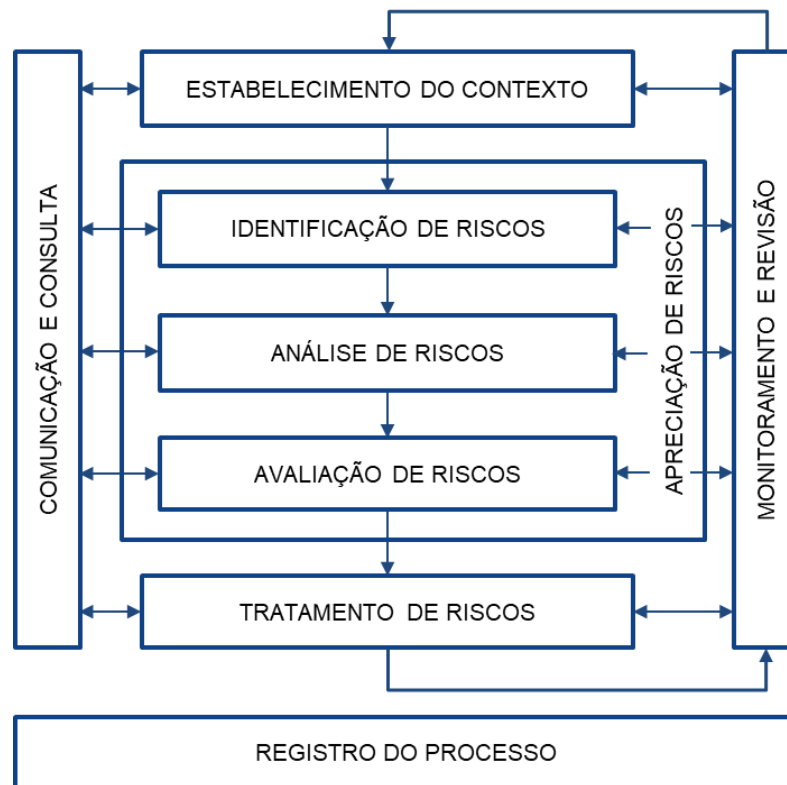 ESTABELECIMENTO DO CONTEXTO
COMUNICAÇÃO E CONSULTA
IDENTIFICAÇÃO DE RISCOS
ANÁLISE DE RISCOS
AVALIAÇÃO DE RISCOS
APRECIAÇÃO DE RISCOS
MONITORAMENTO E REVISÃO
TRATAMENTO DE RISCOS
REGISTRO DO PROCESSO